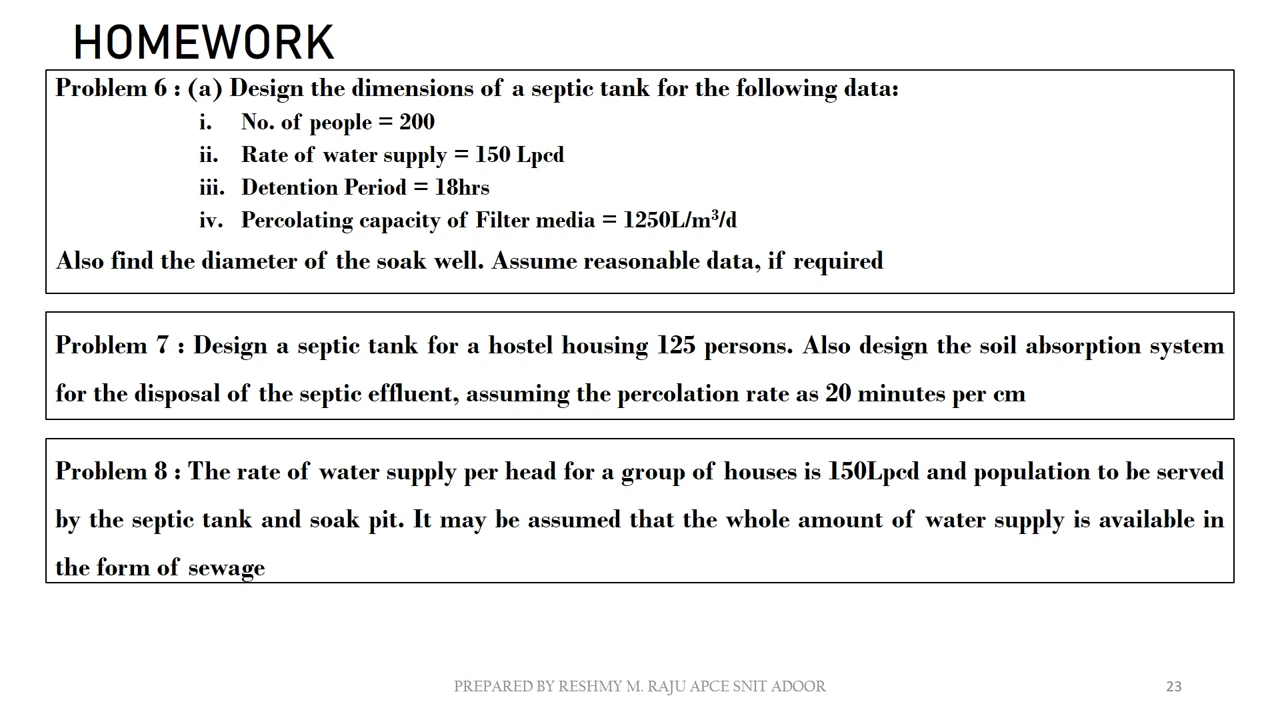 HOMEWORK
Problem 6 : (a) Design the dimensions of a septic tank for the following data:
i. No. of people = 200
ii. Rate of water supply = 150 Lpcd
iii. Detention Period = 18hrs
iv. Percolating capacity of Filter media = 1250L/m³/d
Also find the diameter of the soak well. Assume reasonable data, if required
Problem 7 : Design a septic tank for a hostel housing 125 persons. Also design the soil absorption system
for the disposal of the septic effluent, assuming the percolation rate as 20 minutes per cm
Problem 8 : The rate of water supply per head for a group of houses is 150Lpcd and population to be served
by the septic tank and soak pit. It may be assumed that the whole amount of water supply is available in
the form of sewage
PREPARED BY RESHMY M. RAJU APCE SNIT ADOOR
23